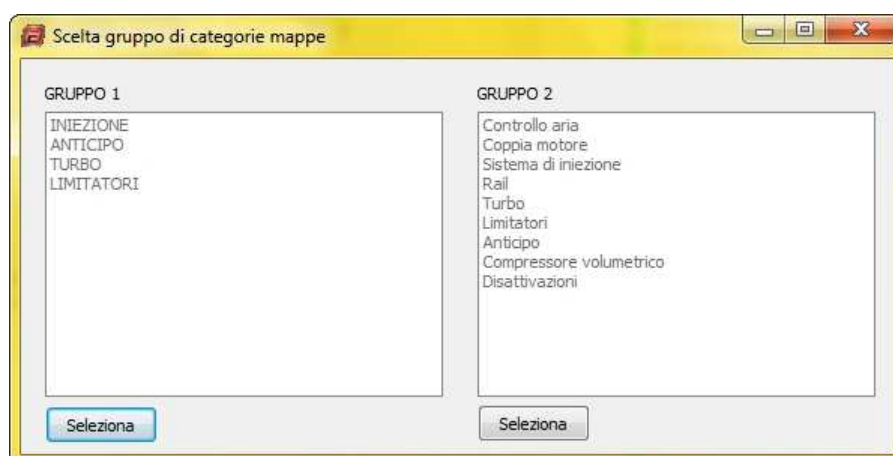 Scelta gruppo di categorie mappe
GRUPPO 1
INIEZIONE
ANTICIPO
TURBO
LIMITATORI
Seleziona
GRUPPO 2
Controllo aria
Coppia motore
Sistema di iniezione
Rail
Turbo
Limitatori
Anticipo
Compressore volumetrico
Disattivazioni
Seleziona